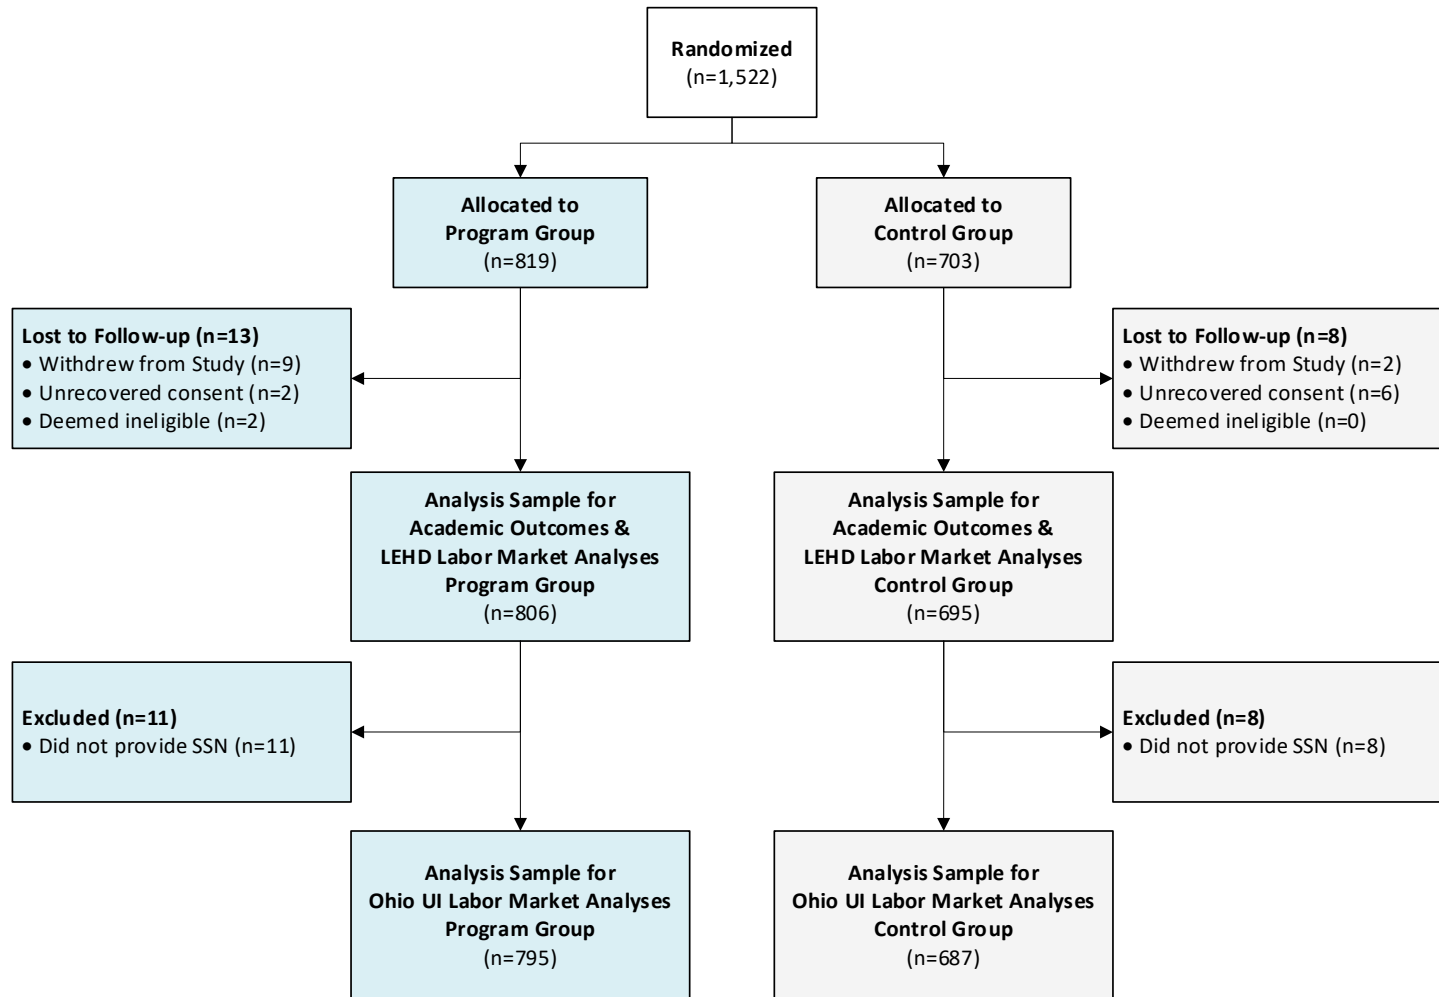 Randomized
(n=1,522)
Allocated to
Program Group
(n=819)
Allocated to
Control Group
(n=703)
Lost to Follow-up (n=13)
• Withdrew from Study (n=9)
• Unrecovered consent (n=2)
• Deemed ineligible (n=2)
Lost to Follow-up (n=8)
• Withdrew from Study (n=2)
• Unrecovered consent (n=6)
• Deemed ineligible (n=0)
Analysis Sample for
Academic Outcomes &
LEHD Labor Market Analyses
Program Group
(n=806)
Analysis Sample for
Academic Outcomes &
LEHD Labor Market Analyses
Control Group
(n=695)
Excluded (n=11)
• Did not provide SSN (n=11)
Excluded (n=8)
• Did not provide SSN (n=8)
Analysis Sample for
Ohio UI Labor Market Analyses
Program Group
(n=795)
Analysis Sample for
Ohio UI Labor Market Analyses
Control Group
(n=687)